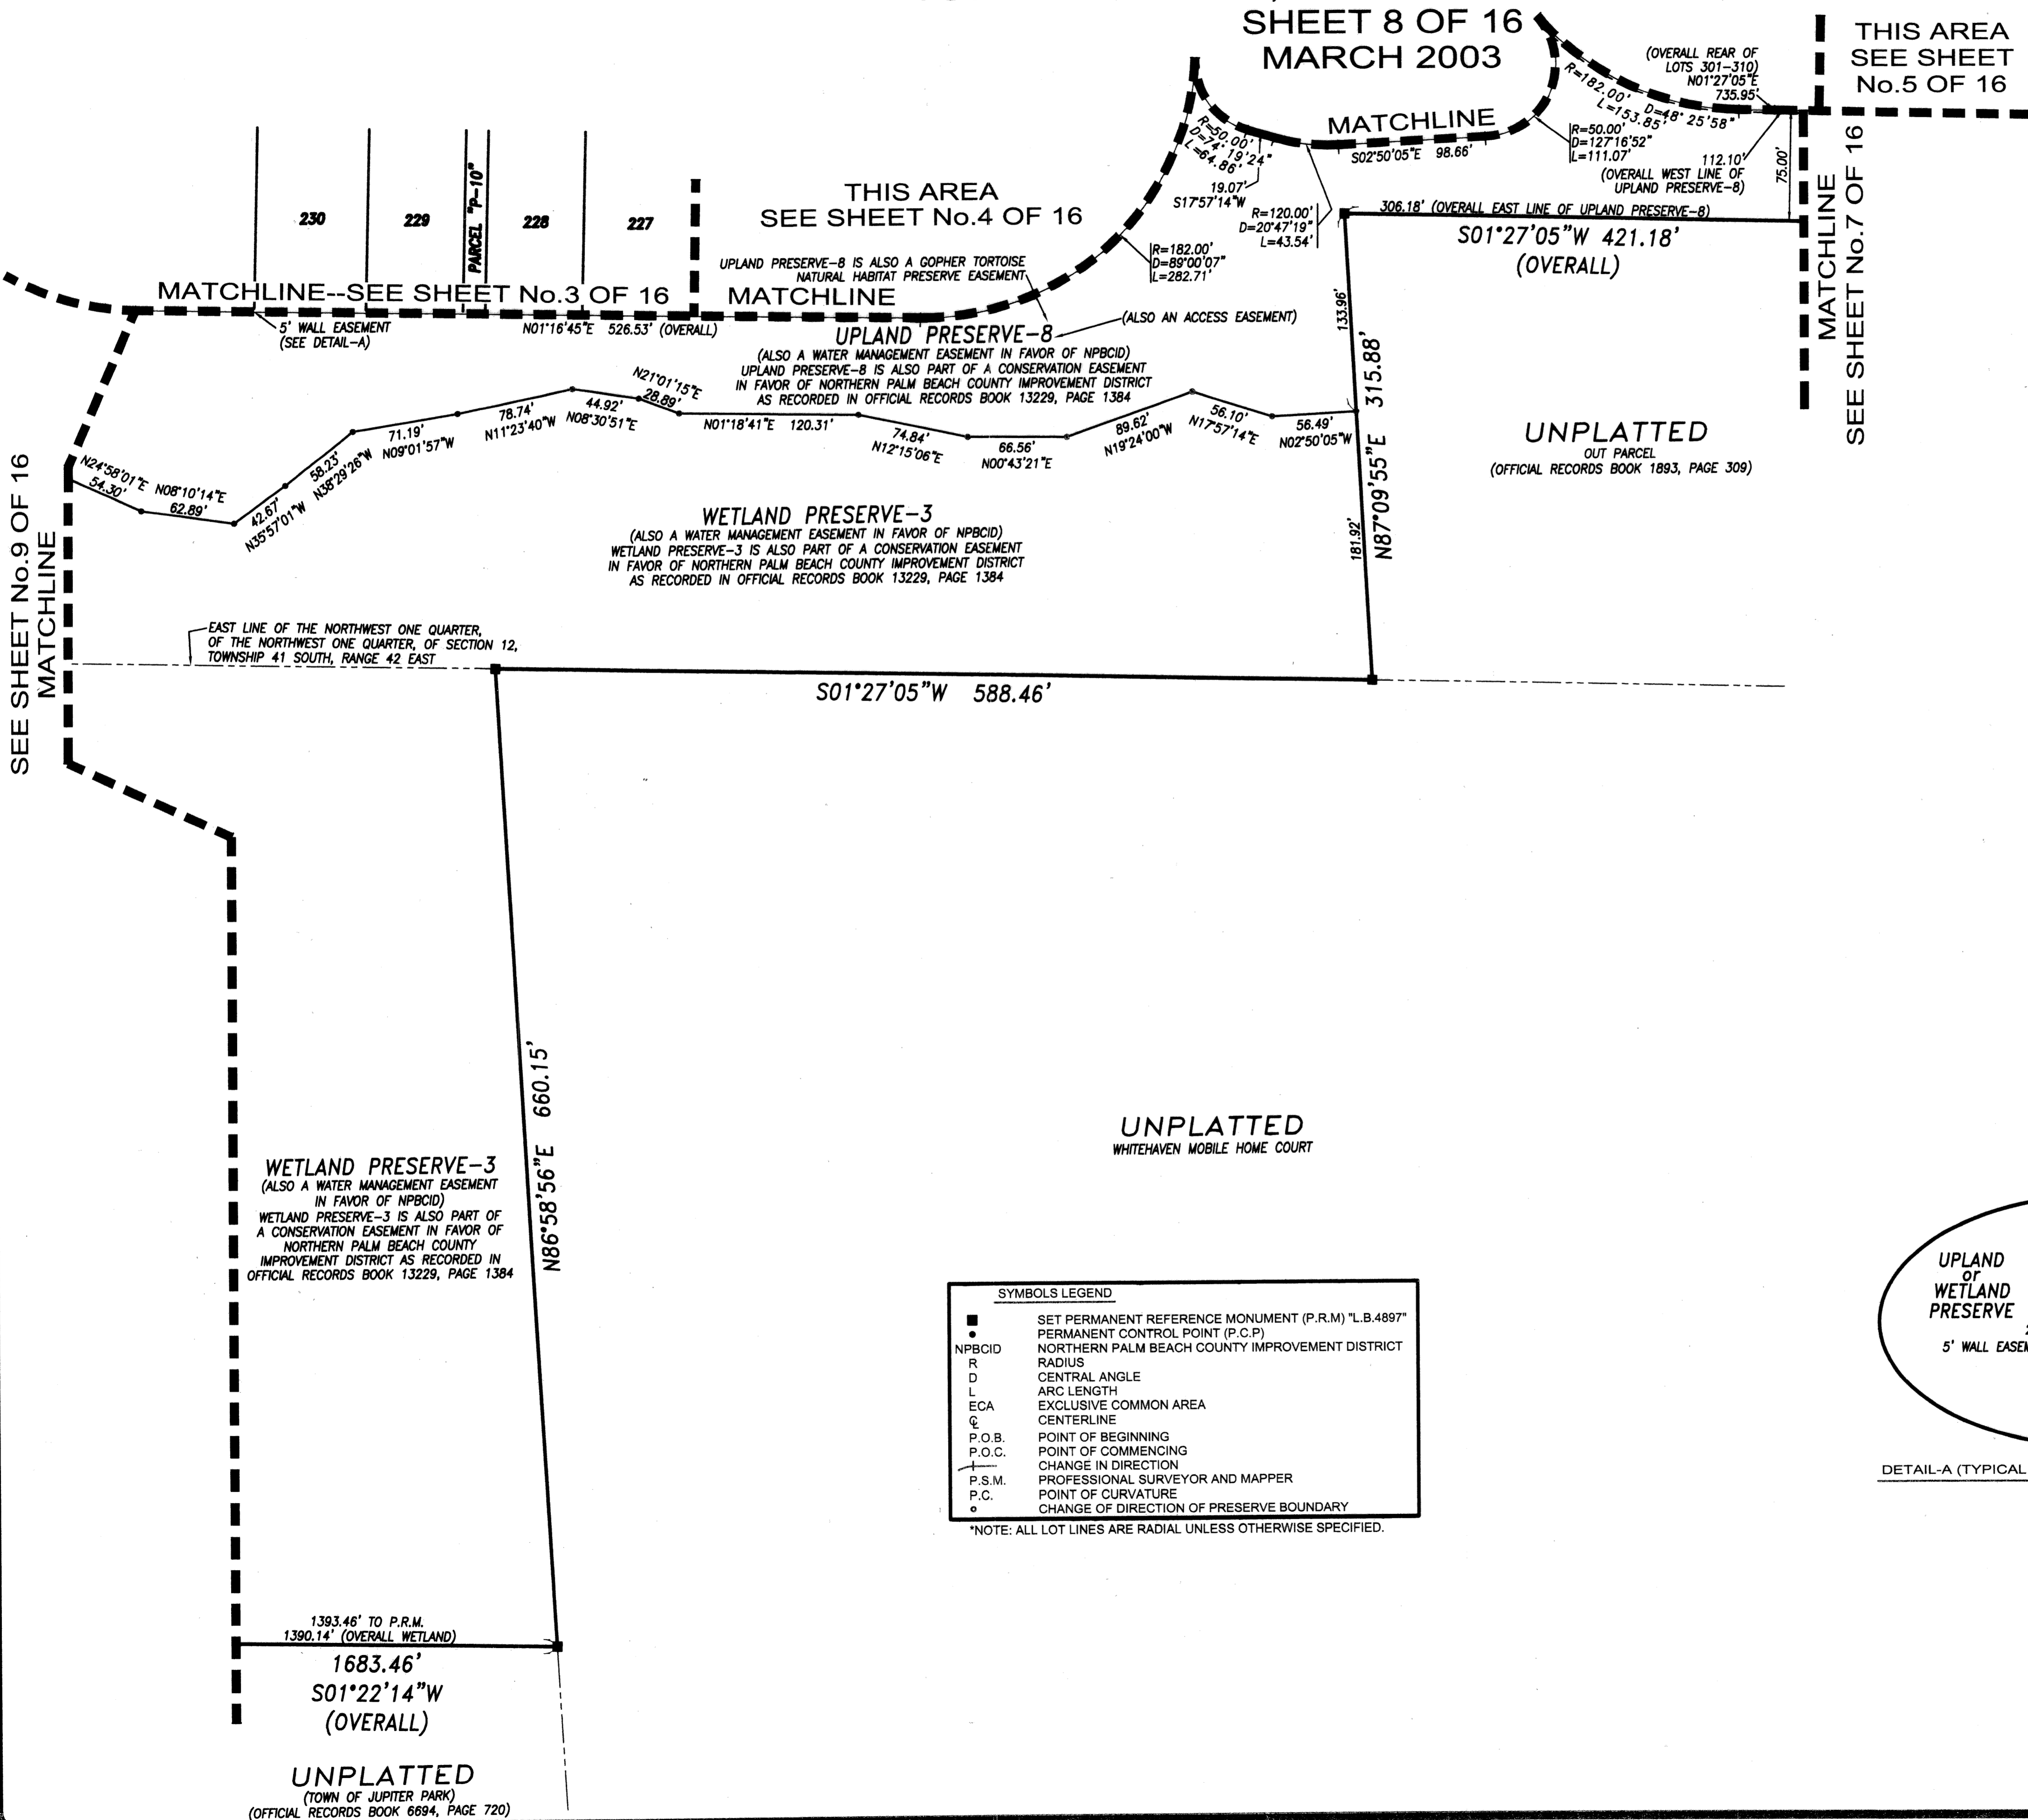 SHEET 8 OF 16
MARCH 2003
THIS AREA
SEE SHEET
No.5 OF 16
(OVERALL REAR OF
LOTS 301-310)
N01°27'05"E
735.95'
R=182.00'
D=48°25'58"
L=153.85'
R=50.00'
D=127°16'52"
L=111.07'
MATCHLINE
S02°50'05"E 98.66'
R=50.00'
D=74°19'24"
L=64.86'
19.07'
S17°57'14"W
R=120.00'
D=20°47'19"
L=43.54'
112.10'
(OVERALL WEST LINE OF
UPLAND PRESERVE-8)
75.00'
MATCHLINE
SEE SHEET No.7 OF 16
306.18' (OVERALL EAST LINE OF UPLAND PRESERVE-8)
S01°27'05"W 421.18'
(OVERALL)
230
229
PARCEL "P-10"
228
227
THIS AREA
SEE SHEET No.4 OF 16
UPLAND PRESERVE-8 IS ALSO A GOPHER TORTOISE
NATURAL HABITAT PRESERVE EASEMENT
R=182.00'
D=89°00'07"
L=282.71'
MATCHLINE--SEE SHEET No.3 OF 16
MATCHLINE
5' WALL EASEMENT
(SEE DETAIL-A)
N01°16'45"E 526.53' (OVERALL)
UPLAND PRESERVE-8
(ALSO AN ACCESS EASEMENT)
(ALSO A WATER MANAGEMENT EASEMENT IN FAVOR OF NPBCID)
UPLAND PRESERVE-8 IS ALSO PART OF A CONSERVATION EASEMENT
IN FAVOR OF NORTHERN PALM BEACH COUNTY IMPROVEMENT DISTRICT
AS RECORDED IN OFFICIAL RECORDS BOOK 13229, PAGE 1384
133.96'
N87°09'55"E 315.88'
181.92'
N24°58'01"E
54.30'
N08°10'14"E
62.89'
42.67'
N35°57'01"W
58.23'
N38°29'26"W
71.19'
N09°01'57"W
78.74'
N11°23'40"W
44.92'
N08°30'51"E
N21°01'15"E
28.89'
N01°18'41"E 120.31'
74.84'
N12°15'06"E
66.56'
N00°43'21"E
89.62'
N19°24'00"W
56.10'
N17°57'14"E
56.49'
N02°50'05"W
UNPLATTED
OUT PARCEL
(OFFICIAL RECORDS BOOK 1893, PAGE 309)
SEE SHEET No.9 OF 16
MATCHLINE
WETLAND PRESERVE-3
(ALSO A WATER MANAGEMENT EASEMENT IN FAVOR OF NPBCID)
WETLAND PRESERVE-3 IS ALSO PART OF A CONSERVATION EASEMENT
IN FAVOR OF NORTHERN PALM BEACH COUNTY IMPROVEMENT DISTRICT
AS RECORDED IN OFFICIAL RECORDS BOOK 13229, PAGE 1384
EAST LINE OF THE NORTHWEST ONE QUARTER,
OF THE NORTHWEST ONE QUARTER, OF SECTION 12,
TOWNSHIP 41 SOUTH, RANGE 42 EAST
S01°27'05"W 588.46'
N86°58'56"E 660.15'
UNPLATTED
WHITEHAVEN MOBILE HOME COURT
WETLAND PRESERVE-3
(ALSO A WATER MANAGEMENT EASEMENT
IN FAVOR OF NPBCID)
WETLAND PRESERVE-3 IS ALSO PART OF
A CONSERVATION EASEMENT IN FAVOR OF
NORTHERN PALM BEACH COUNTY
IMPROVEMENT DISTRICT AS RECORDED IN
OFFICIAL RECORDS BOOK 13229, PAGE 1384
SYMBOLS LEGEND
SET PERMANENT REFERENCE MONUMENT (P.R.M) "L.B.4897"
PERMANENT CONTROL POINT (P.C.P)
NPBCID NORTHERN PALM BEACH COUNTY IMPROVEMENT DISTRICT
R RADIUS
D CENTRAL ANGLE
L ARC LENGTH
ECA EXCLUSIVE COMMON AREA
℄ CENTERLINE
P.O.B. POINT OF BEGINNING
P.O.C. POINT OF COMMENCING
CHANGE IN DIRECTION
P.S.M. PROFESSIONAL SURVEYOR AND MAPPER
P.C. POINT OF CURVATURE
CHANGE OF DIRECTION OF PRESERVE BOUNDARY
*NOTE: ALL LOT LINES ARE RADIAL UNLESS OTHERWISE SPECIFIED.
UPLAND
or
WETLAND
PRESERVE
5' WALL
DETAIL-A (TYPICAL
1393.46' TO P.R.M.
1390.14' (OVERALL WETLAND)
1683.46'
S01°22'14"W
(OVERALL)
UNPLATTED
(TOWN OF JUPITER PARK)
(OFFICIAL RECORDS BOOK 6694, PAGE 720)